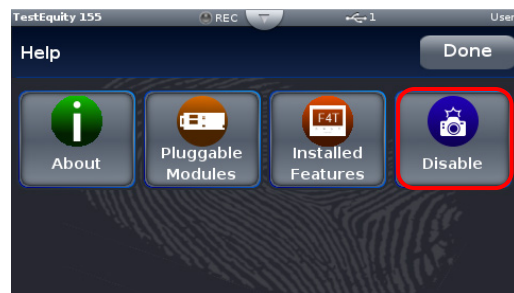 TestEquity 155 REC 1 User
Help Done
F4T
About Pluggable Modules Installed Features Disable